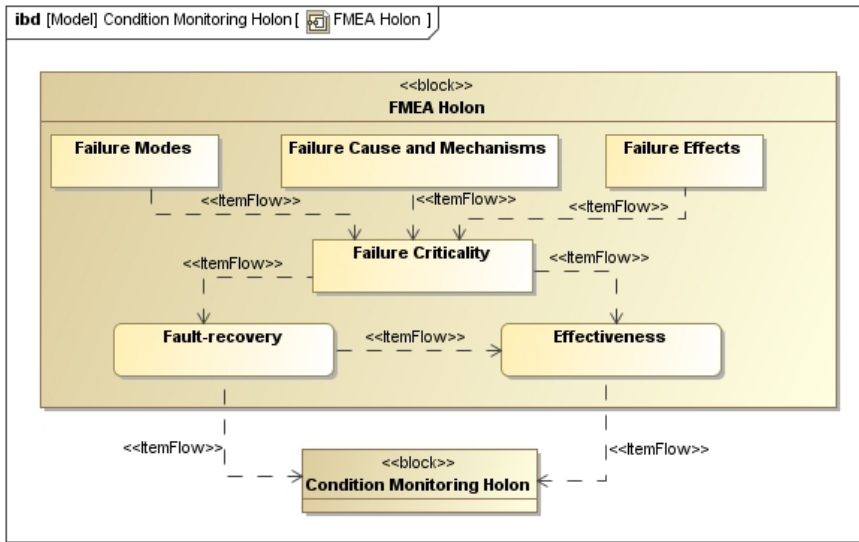 ibd [Model] Condition Monitoring Holon [ FMEA Holon ]
<<block>>
FMEA Holon
Failure Modes
Failure Cause and Mechanisms
Failure Effects
<<ItemFlow>>
<<ItemFlow>>
<<ItemFlow>>
Failure Criticality
<<ItemFlow>>
<<ItemFlow>>
Fault-recovery
<<ItemFlow>>
Effectiveness
<<ItemFlow>>
<<ItemFlow>>
<<block>>
Condition Monitoring Holon